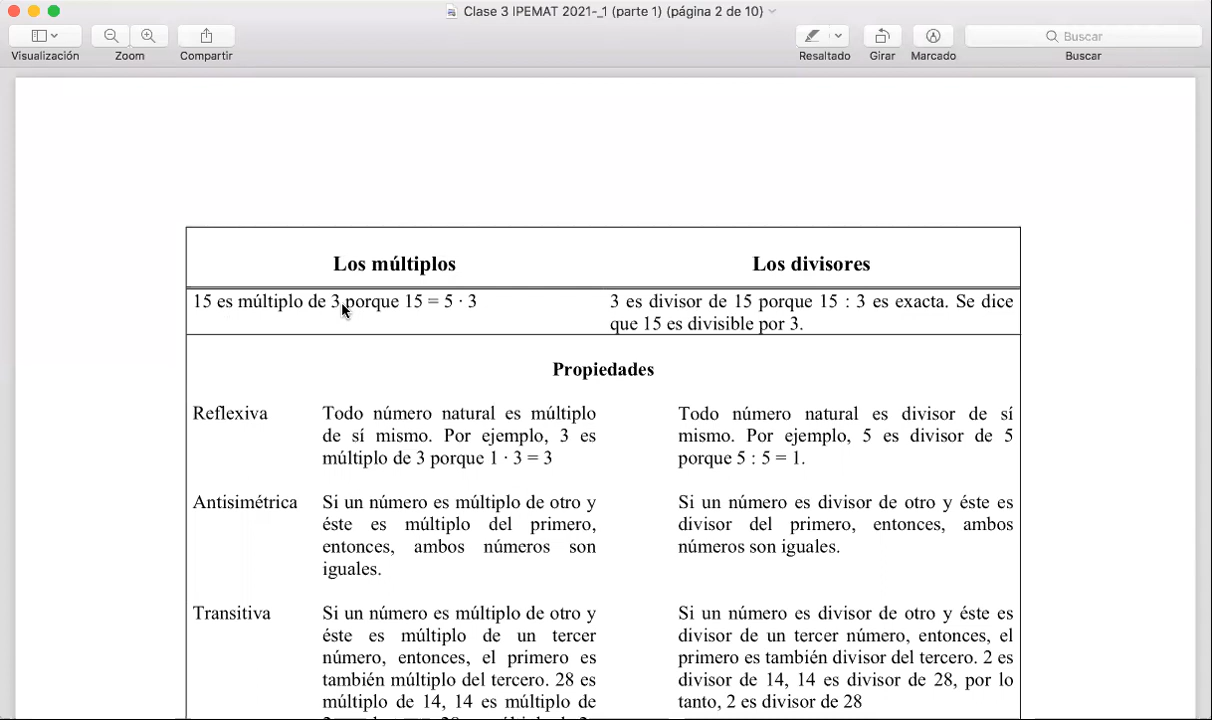 Clase 3 IPEMAT 2021-_1 (parte 1) (página 2 de 10)
Visualización
Zoom
Compartir
Resaltado
Girar
Marcado
Buscar
Buscar
Los múltiplos
Los divisores
15 es múltiplo de 3 porque 15 = 5 · 3
3 es divisor de 15 porque 15 : 3 es exacta. Se dice
que 15 es divisible por 3.
Propiedades
Reflexiva
Todo número natural es múltiplo
de sí mismo. Por ejemplo, 3 es
múltiplo de 3 porque 1 · 3 = 3
Todo número natural es divisor de sí
mismo. Por ejemplo, 5 es divisor de 5
porque 5 : 5 = 1.
Antisimétrica
Si un número es múltiplo de otro y
éste es múltiplo del primero,
entonces, ambos números son
iguales.
Si un número es divisor de otro y éste es
divisor del primero, entonces, ambos
números son iguales.
Transitiva
Si un número es múltiplo de otro y
éste es múltiplo de un tercer
número, entonces, el primero es
también múltiplo del tercero. 28 es
múltiplo de 14, 14 es múltiplo de
Si un número es divisor de otro y éste es
divisor de un tercer número, entonces, el
primero es también divisor del tercero. 2 es
divisor de 14, 14 es divisor de 28, por lo
tanto, 2 es divisor de 28